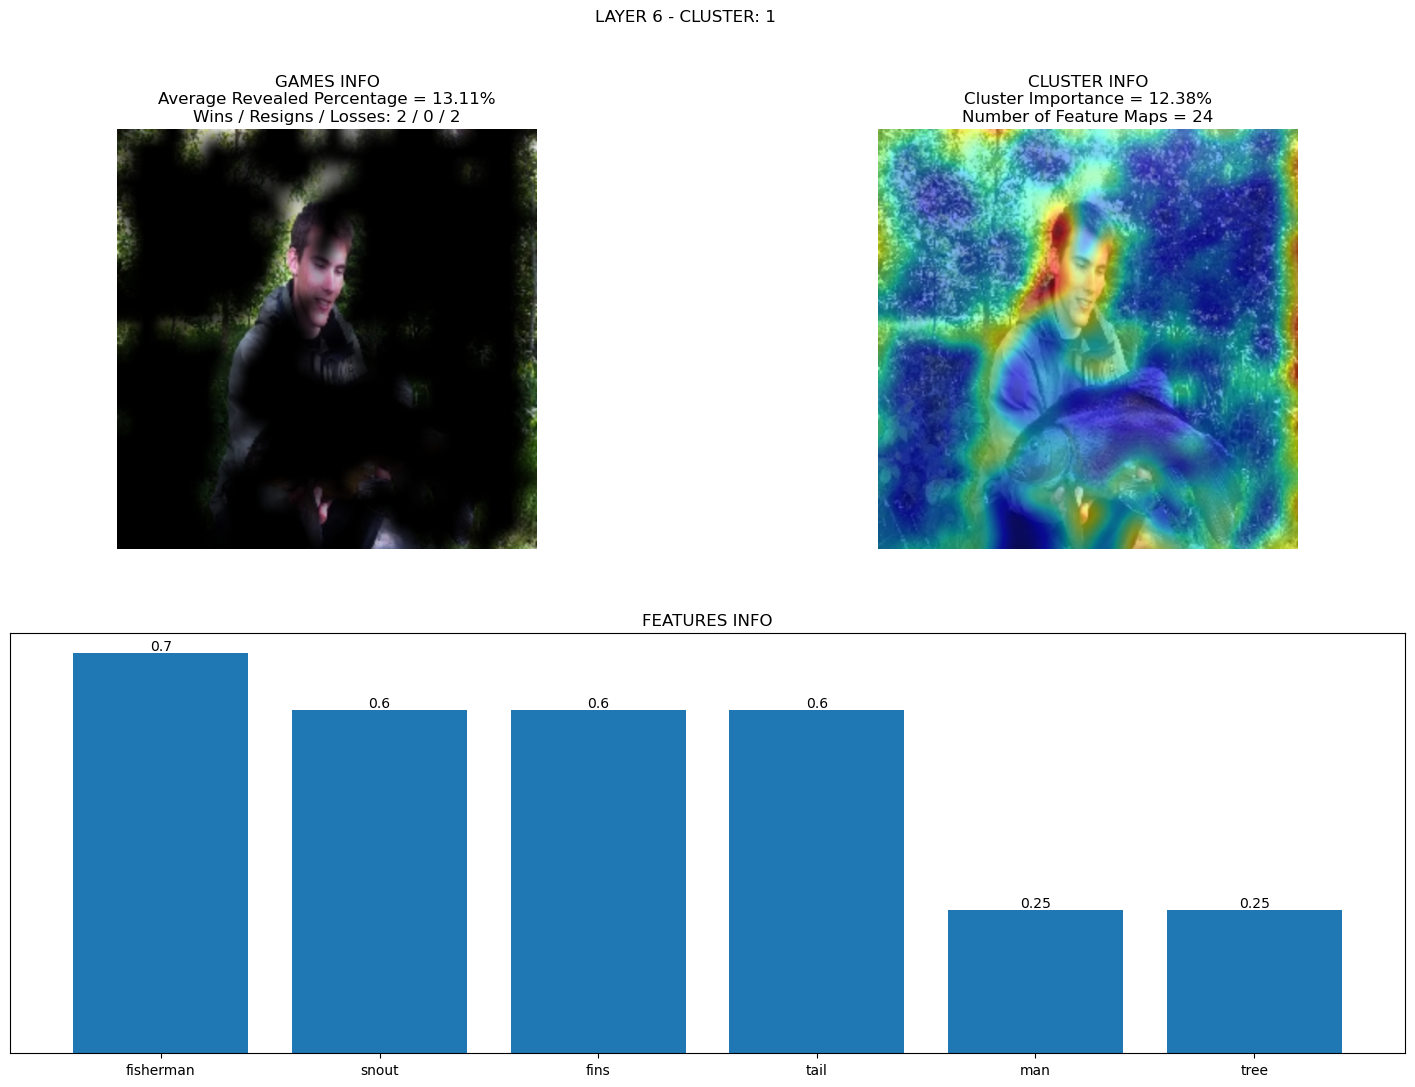 LAYER 6 - CLUSTER: 1
GAMES INFO
Average Revealed Percentage = 13.11%
Wins / Resigns / Losses: 2 / 0 / 2
CLUSTER INFO
Cluster Importance = 12.38%
Number of Feature Maps = 24
FEATURES INFO
0.7
0.6
0.6
0.6
0.25
0.25
fisherman
snout
fins
tail
man
tree